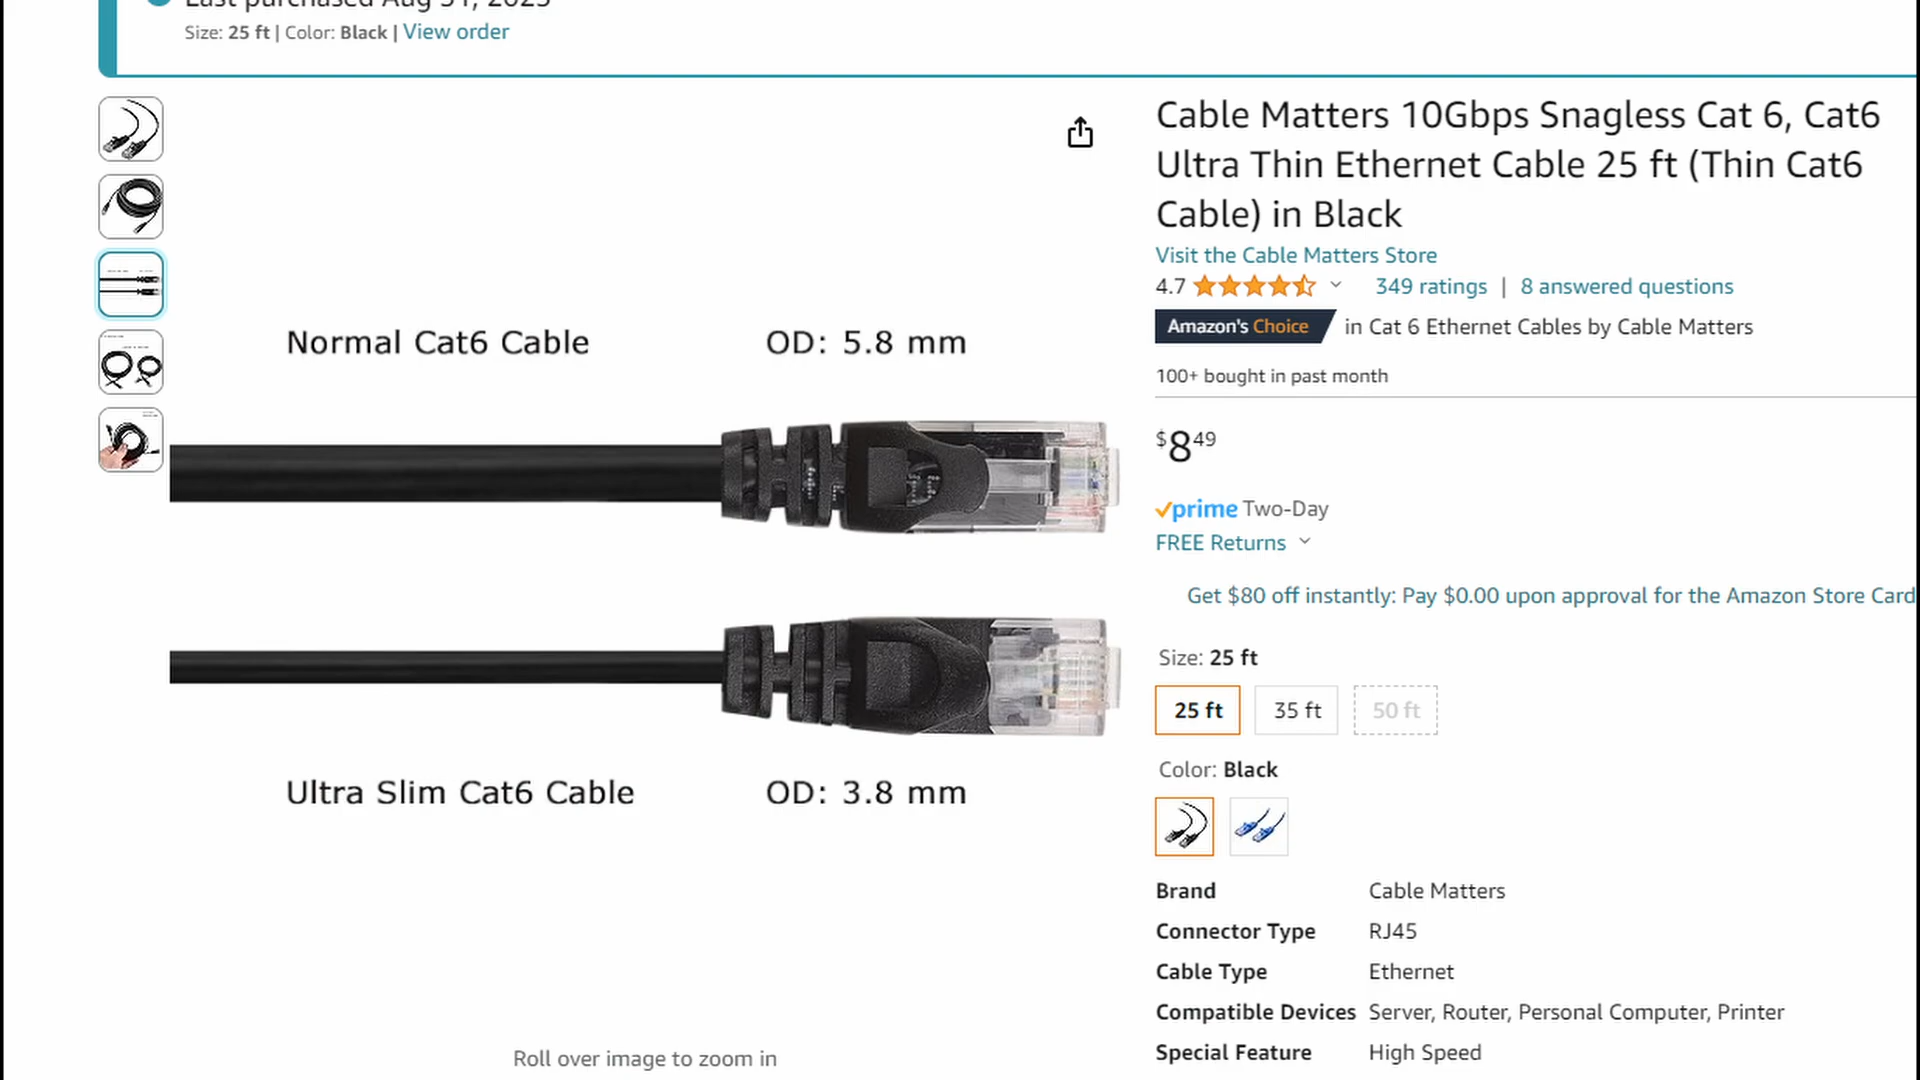 Last purchased Aug 31, 2023
Size: 25 ft | Color: Black | View order
Normal Cat6 Cable OD: 5.8 mm
Ultra Slim Cat6 Cable OD: 3.8 mm
Roll over image to zoom in
Cable Matters 10Gbps Snagless Cat 6, Cat6
Ultra Thin Ethernet Cable 25 ft (Thin Cat6
Cable) in Black
Visit the Cable Matters Store
4.7 349 ratings | 8 answered questions
Amazon's Choice in Cat 6 Ethernet Cables by Cable Matters
100+ bought in past month
$8 49
prime Two-Day
FREE Returns
Get $80 off instantly: Pay $0.00 upon approval for the Amazon Store Card
Size: 25 ft
25 ft 35 ft 50 ft
Color: Black
Brand Cable Matters
Connector Type RJ45
Cable Type Ethernet
Compatible Devices Server, Router, Personal Computer, Printer
Special Feature High Speed